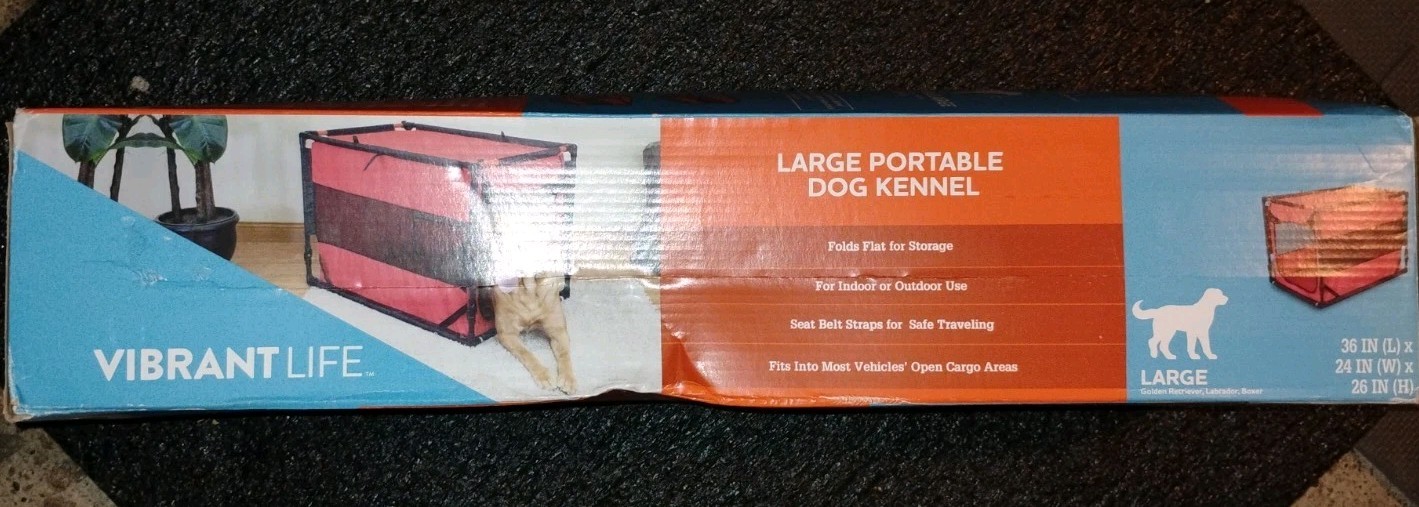 VIBRANT LIFE™
LARGE PORTABLE
DOG KENNEL
Folds Flat for Storage
For Indoor or Outdoor Use
Seat Belt Straps for Safe Traveling
Fits Into Most Vehicles' Open Cargo Areas
LARGE
Golden Retriever, Labrador, Boxer
36 IN (L) x
24 IN (W) x
26 IN (H)